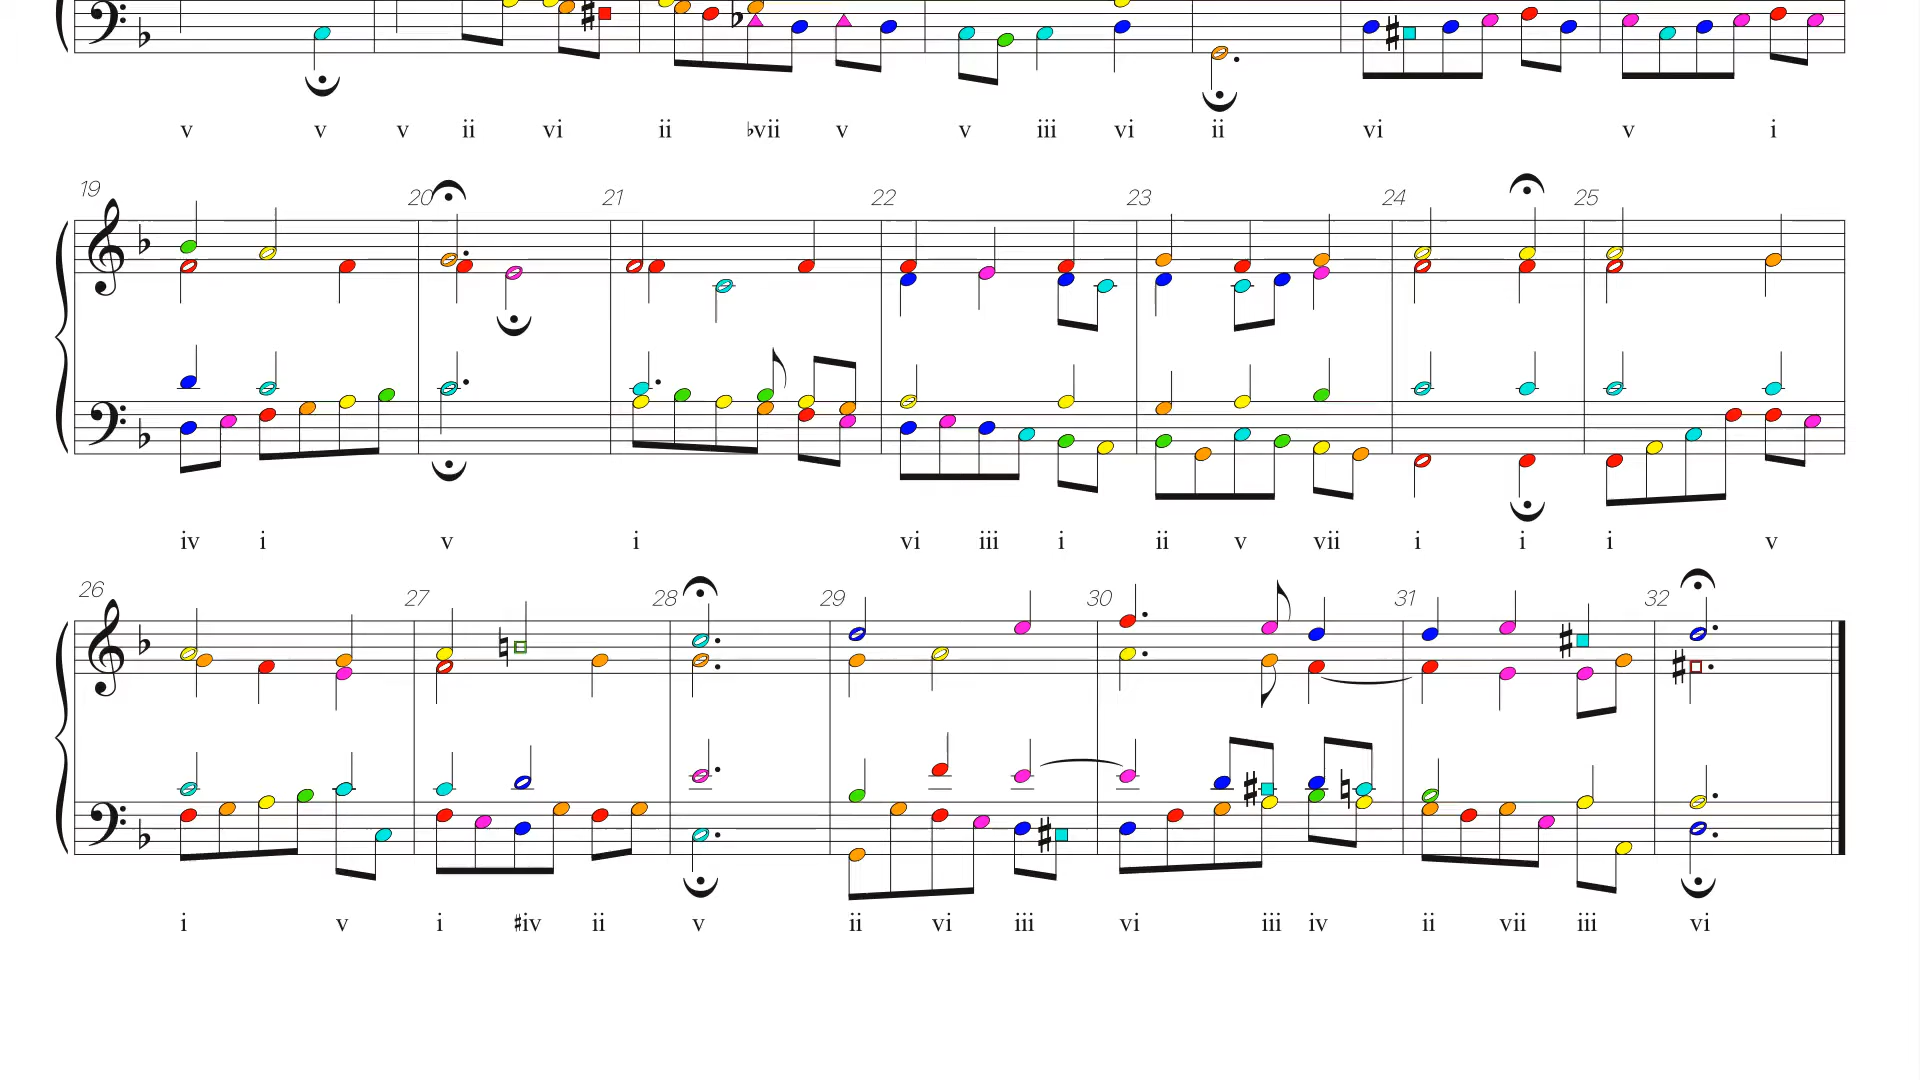 v v v ii vi ii ♭vii v v iii vi ii vi v i
19 20 21 22 23 24 25
iv i v i vi iii i ii v vii i i i v
26 27 28 29 30 31 32
i v i ♯iv ii v ii vi iii vi iii iv ii vii iii vi